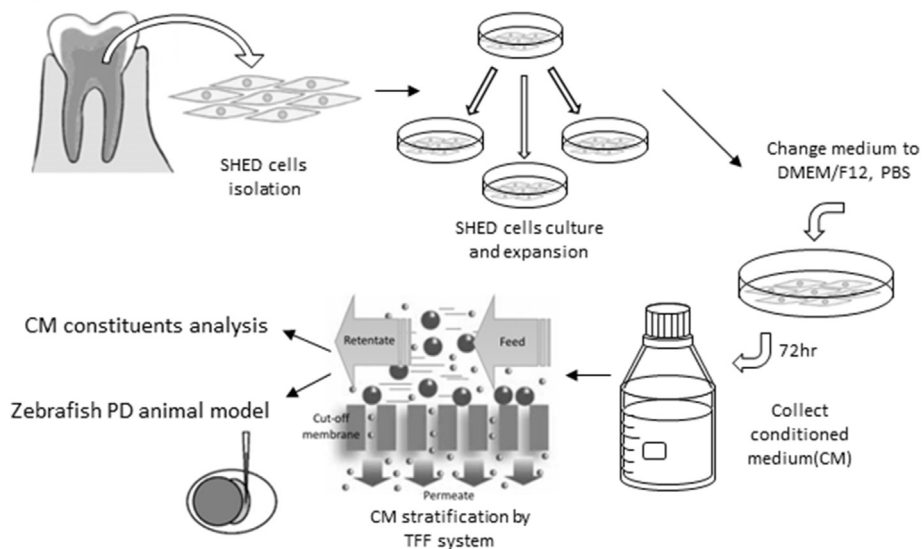 SHED cells
isolation
SHED cells culture
and expansion
Change medium to
DMEM/F12, PBS
72hr
Collect
conditioned
medium(CM)
Retentate
Feed
Cut-off
membrane
Permeate
CM stratification by
TFF system
CM constituents analysis
Zebrafish PD animal model